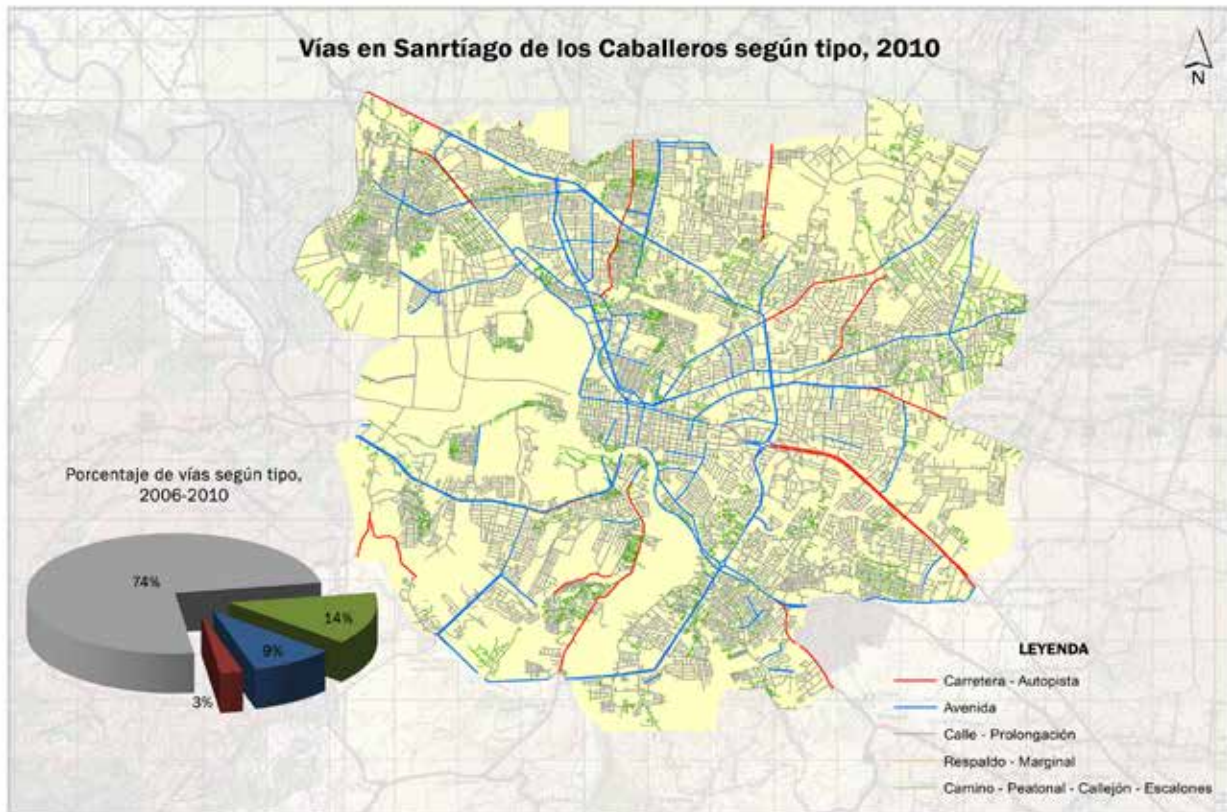 Vías en Sanrtíago de los Caballeros según tipo, 2010
N
Porcentaje de vías según tipo,
2006-2010
74%
14%
9%
3%
LEYENDA
Carretera - Autopista
Avenida
Calle - Prolongación
Respaldo - Marginal
Camino - Peatonal - Callejón - Escalones